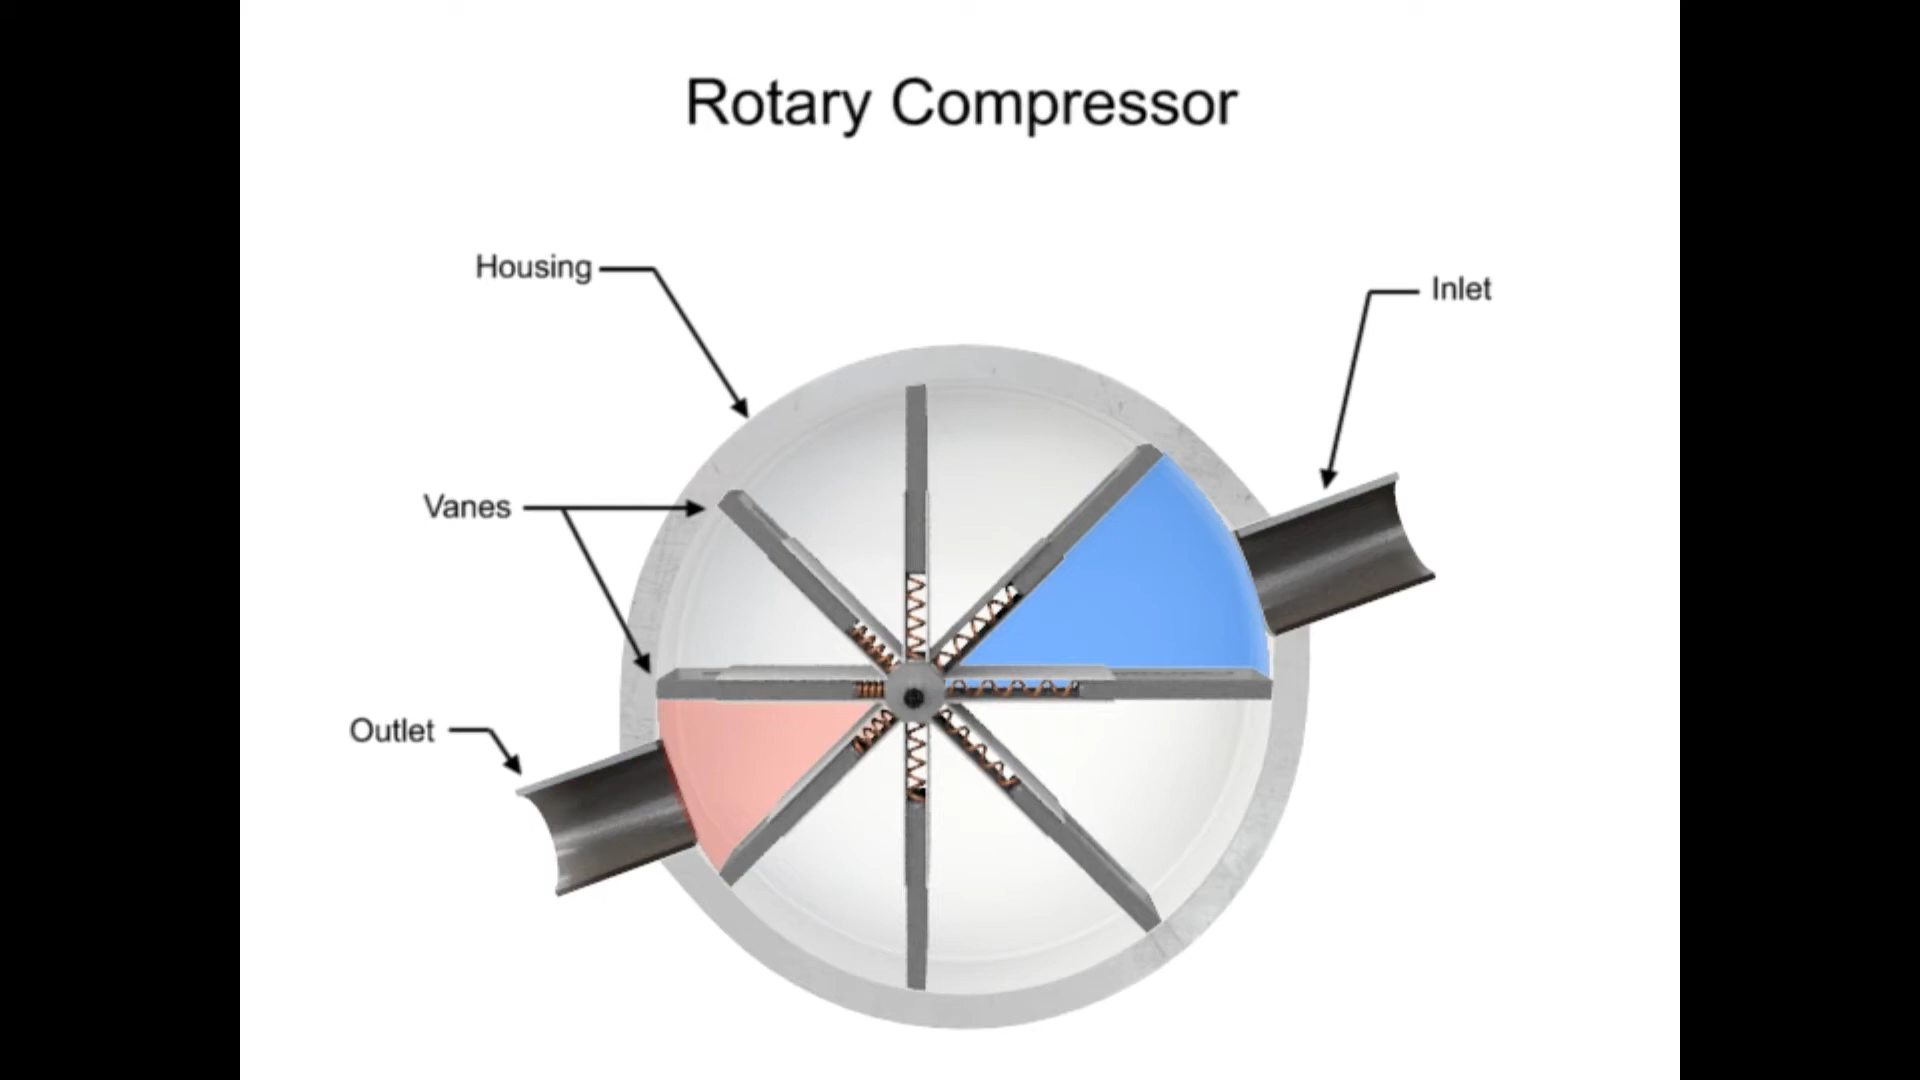 Rotary Compressor
Housing
Inlet
Vanes
Outlet